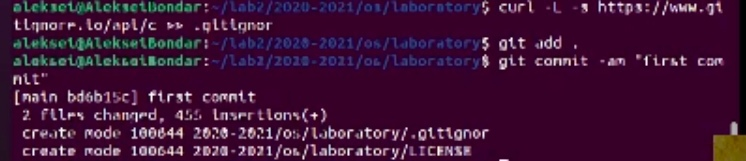 aleksei@AlekseiBondar:~/lab2/2020-2021/os/laboratory$ curl -L -s https://www.gi
tignore.io/api/c >> .gitignor
aleksei@AlekseiBondar:~/lab2/2020-2021/os/laboratory$ git add .
aleksei@AlekseiBondar:~/lab2/2020-2021/os/laboratory$ git commit -am "first com
mit"
[main bd6b15c] first commit
2 files changed, 455 insertions(+)
create mode 100644 2020-2021/os/laboratory/.gitignor
create mode 100644 2020-2021/os/laboratory/LICENSE